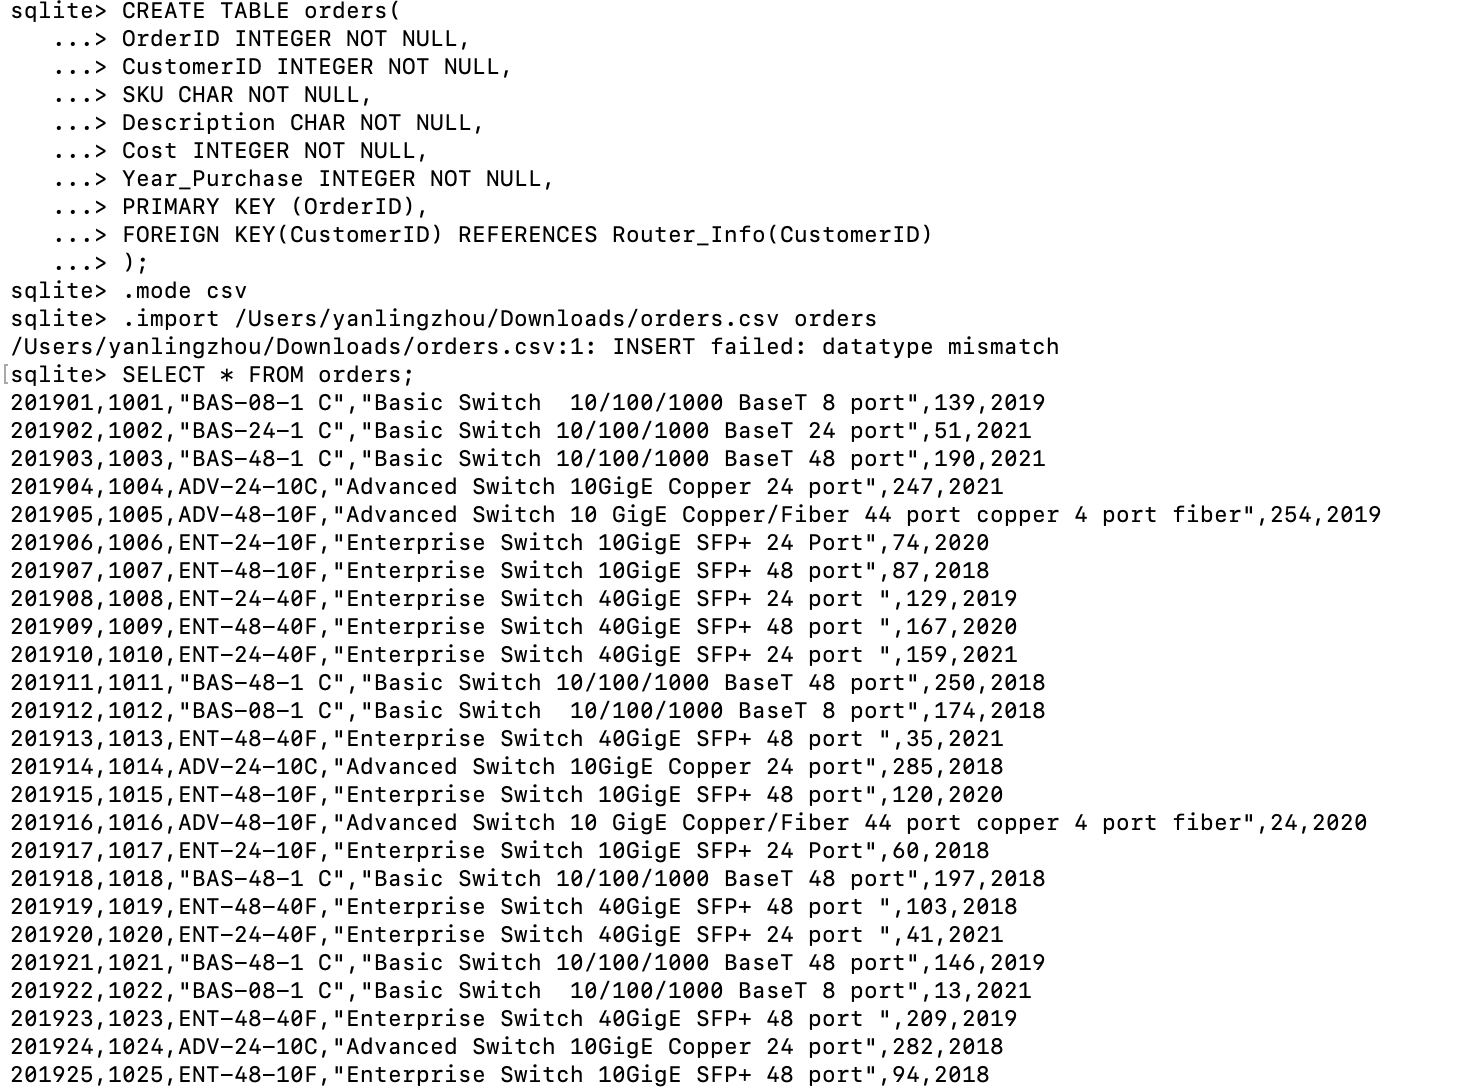 sqlite> CREATE TABLE orders(
   ...> OrderID INTEGER NOT NULL,
   ...> CustomerID INTEGER NOT NULL,
   ...> SKU CHAR NOT NULL,
   ...> Description CHAR NOT NULL,
   ...> Cost INTEGER NOT NULL,
   ...> Year_Purchase INTEGER NOT NULL,
   ...> PRIMARY KEY (OrderID),
   ...> FOREIGN KEY(CustomerID) REFERENCES Router_Info(CustomerID)
   ...> );
sqlite> .mode csv
sqlite> .import /Users/yanlingzhou/Downloads/orders.csv orders
/Users/yanlingzhou/Downloads/orders.csv:1: INSERT failed: datatype mismatch
[sqlite> SELECT * FROM orders;
201901,1001,"BAS-08-1 C","Basic Switch  10/100/1000 BaseT 8 port",139,2019
201902,1002,"BAS-24-1 C","Basic Switch 10/100/1000 BaseT 24 port",51,2021
201903,1003,"BAS-48-1 C","Basic Switch 10/100/1000 BaseT 48 port",190,2021
201904,1004,ADV-24-10C,"Advanced Switch 10GigE Copper 24 port",247,2021
201905,1005,ADV-48-10F,"Advanced Switch 10 GigE Copper/Fiber 44 port copper 4 port fiber",254,2019
201906,1006,ENT-24-10F,"Enterprise Switch 10GigE SFP+ 24 Port",74,2020
201907,1007,ENT-48-10F,"Enterprise Switch 10GigE SFP+ 48 port",87,2018
201908,1008,ENT-24-40F,"Enterprise Switch 40GigE SFP+ 24 port ",129,2019
201909,1009,ENT-48-40F,"Enterprise Switch 40GigE SFP+ 48 port ",167,2020
201910,1010,ENT-24-40F,"Enterprise Switch 40GigE SFP+ 24 port ",159,2021
201911,1011,"BAS-48-1 C","Basic Switch 10/100/1000 BaseT 48 port",250,2018
201912,1012,"BAS-08-1 C","Basic Switch  10/100/1000 BaseT 8 port",174,2018
201913,1013,ENT-48-40F,"Enterprise Switch 40GigE SFP+ 48 port ",35,2021
201914,1014,ADV-24-10C,"Advanced Switch 10GigE Copper 24 port",285,2018
201915,1015,ENT-48-10F,"Enterprise Switch 10GigE SFP+ 48 port",120,2020
201916,1016,ADV-48-10F,"Advanced Switch 10 GigE Copper/Fiber 44 port copper 4 port fiber",24,2020
201917,1017,ENT-24-10F,"Enterprise Switch 10GigE SFP+ 24 Port",60,2018
201918,1018,"BAS-48-1 C","Basic Switch 10/100/1000 BaseT 48 port",197,2018
201919,1019,ENT-48-40F,"Enterprise Switch 40GigE SFP+ 48 port ",103,2018
201920,1020,ENT-24-40F,"Enterprise Switch 40GigE SFP+ 24 port ",41,2021
201921,1021,"BAS-48-1 C","Basic Switch 10/100/1000 BaseT 48 port",146,2019
201922,1022,"BAS-08-1 C","Basic Switch  10/100/1000 BaseT 8 port",13,2021
201923,1023,ENT-48-40F,"Enterprise Switch 40GigE SFP+ 48 port ",209,2019
201924,1024,ADV-24-10C,"Advanced Switch 10GigE Copper 24 port",282,2018
201925,1025,ENT-48-10F,"Enterprise Switch 10GigE SFP+ 48 port",94,2018